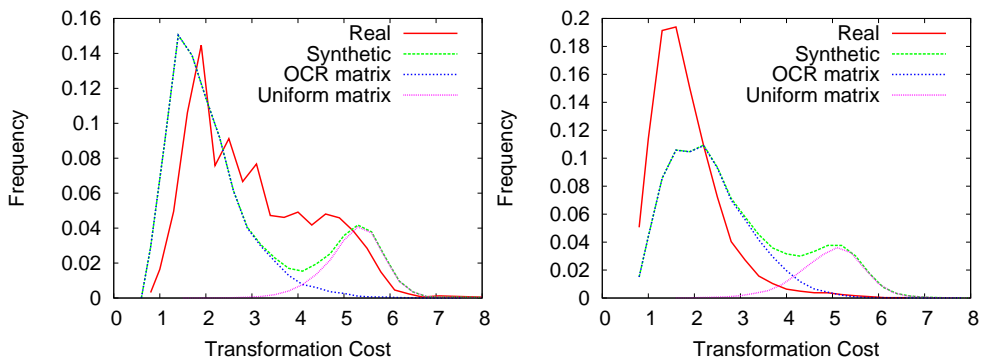 0.16
0.14
0.12
0.1
0.08
0.06
0.04
0.02
0
Frequency
Real
Synthetic
OCR matrix
Uniform matrix
0 1 2 3 4 5 6 7 8
Transformation Cost
0.2
0.18
0.16
0.14
0.12
0.1
0.08
0.06
0.04
0.02
0
Frequency
Real
Synthetic
OCR matrix
Uniform matrix
0 1 2 3 4 5 6 7 8
Transformation Cost